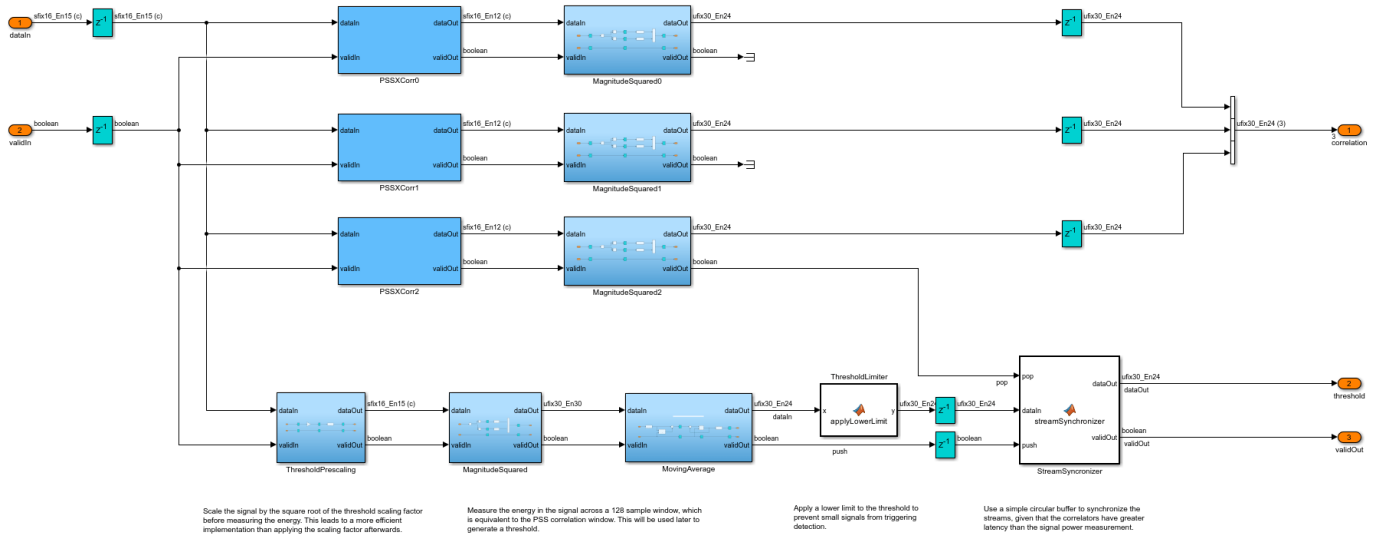 1
dataIn
sfix16_En15 (c)
z-1
sfix16_En15 (c)
dataIn
dataOut
validIn
validOut
PSSXCorr0
sfix16_En12 (c)
boolean
dataIn
dataOut
validIn
validOut
MagnitudeSquared0
ufix30_En24
boolean
z-1
ufix30_En24
2
validIn
boolean
z-1
boolean
dataIn
dataOut
validIn
validOut
PSSXCorr1
sfix16_En12 (c)
boolean
dataIn
dataOut
validIn
validOut
MagnitudeSquared1
ufix30_En24
boolean
z-1
ufix30_En24
ufix30_En24 (3)
3
1
correlation
dataIn
dataOut
validIn
validOut
PSSXCorr2
sfix16_En12 (c)
boolean
dataIn
dataOut
validIn
validOut
MagnitudeSquared2
ufix30_En24
boolean
z-1
ufix30_En24
dataIn
dataOut
validIn
validOut
ThresholdPrescaling
sfix16_En15 (c)
boolean
dataIn
dataOut
validIn
validOut
MagnitudeSquared
ufix30_En30
boolean
dataIn
dataOut
validIn
validOut
MovingAverage
ufix30_En24
dataIn
boolean
push
ThresholdLimiter
x
y
applyLowerLimit
ufix30_En24
z-1
ufix30_En24
z-1
boolean
pop
pop
dataIn
push
dataOut
validOut
streamSynchronizer
StreamSyncronizer
ufix30_En24
dataOut
boolean
validOut
2
threshold
3
validOut
Scale the signal by the square root of the threshold scaling factor
before measuring the energy. This leads to a more efficient
implementation than applying the scaling factor afterwards.
Measure the energy in the signal across a 128 sample window, which
is equivalent to the PSS correlation window. This will be used later to
generate a threshold.
Apply a lower limit to the threshold to
prevent small signals from triggering
detection.
Use a simple circular buffer to synchronize the
streams, given that the correlators have greater
latency than the signal power measurement.